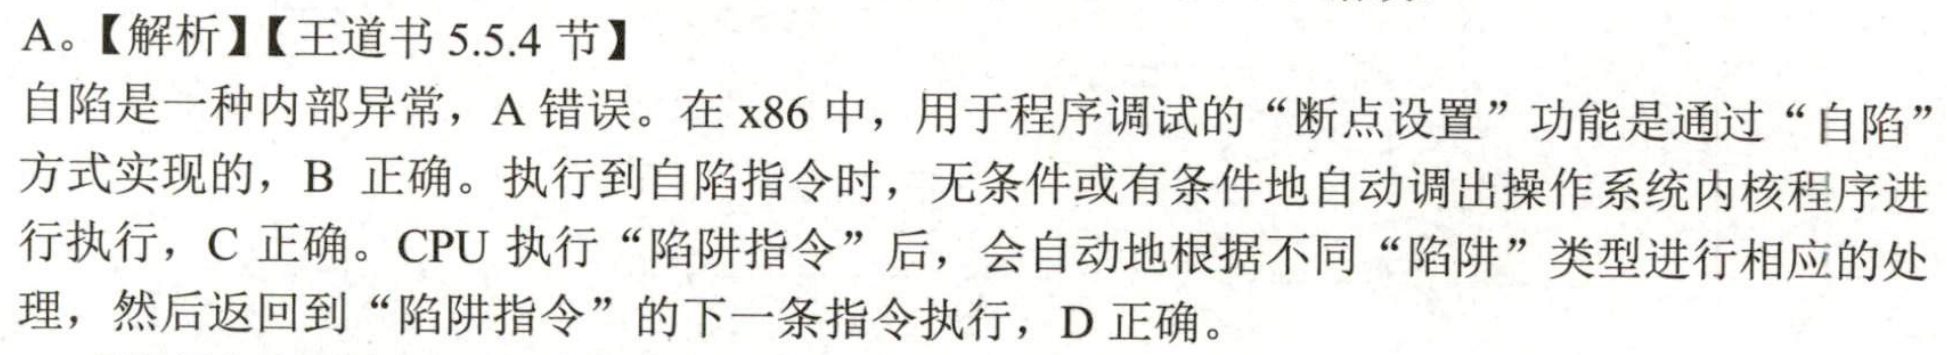 A。【解析】【王道书 5.5.4 节】
自陷是一种内部异常，A 错误。在 x86 中，用于程序调试的“断点设置”功能是通过“自陷”
方式实现的，B 正确。执行到自陷指令时，无条件或有条件地自动调出操作系统内核程序进
行执行，C 正确。CPU 执行“陷阱指令”后，会自动地根据不同“陷阱”类型进行相应的处
理，然后返回到“陷阱指令”的下一条指令执行，D 正确。